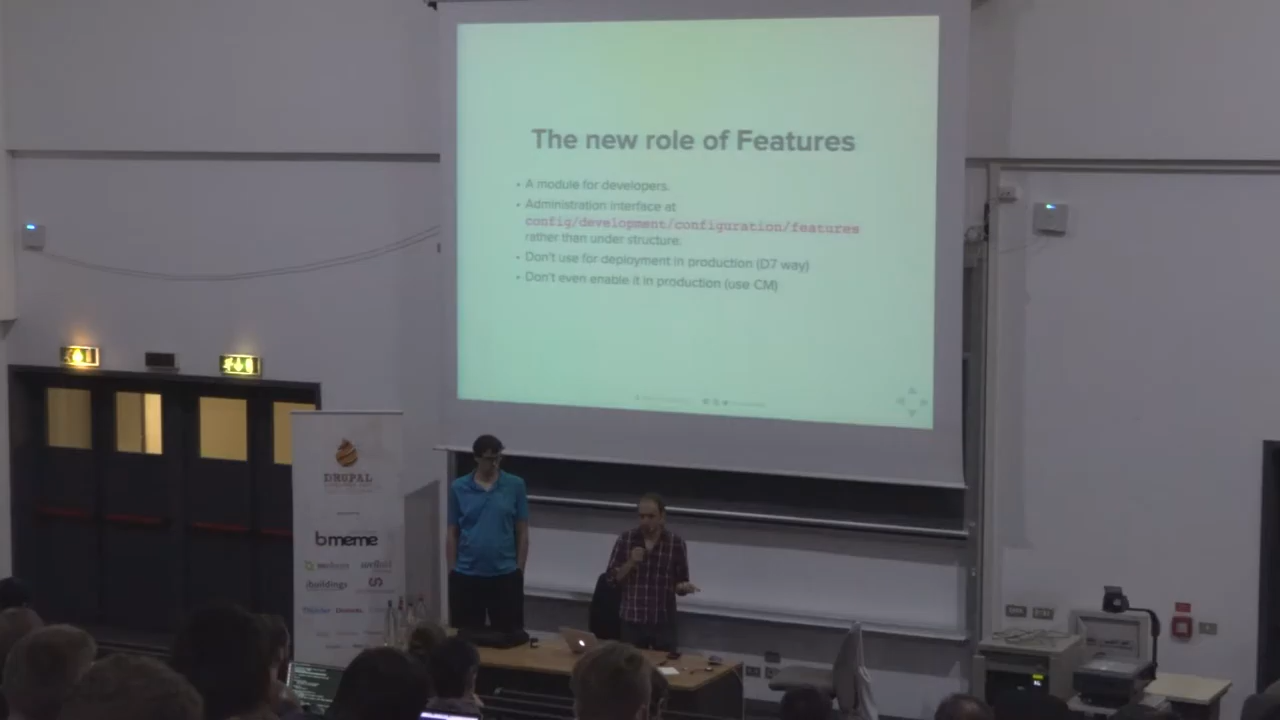 The new role of Features
• A module for developers.
• Administration interface at
config/development/configuration/features
rather than under structure.
• Don't use for deployment in production (D7 way)
• Don't even enable it in production (use CM)
DRUPAL
bmeme
ibuildings